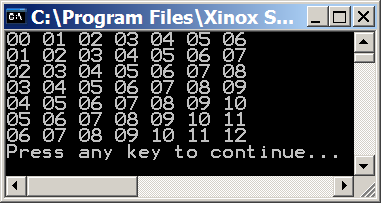 C:\Program Files\Xinox S...
00 01 02 03 04 05 06
01 02 03 04 05 06 07
02 03 04 05 06 07 08
03 04 05 06 07 08 09
04 05 06 07 08 09 10
05 06 07 08 09 10 11
06 07 08 09 10 11 12
Press any key to continue...